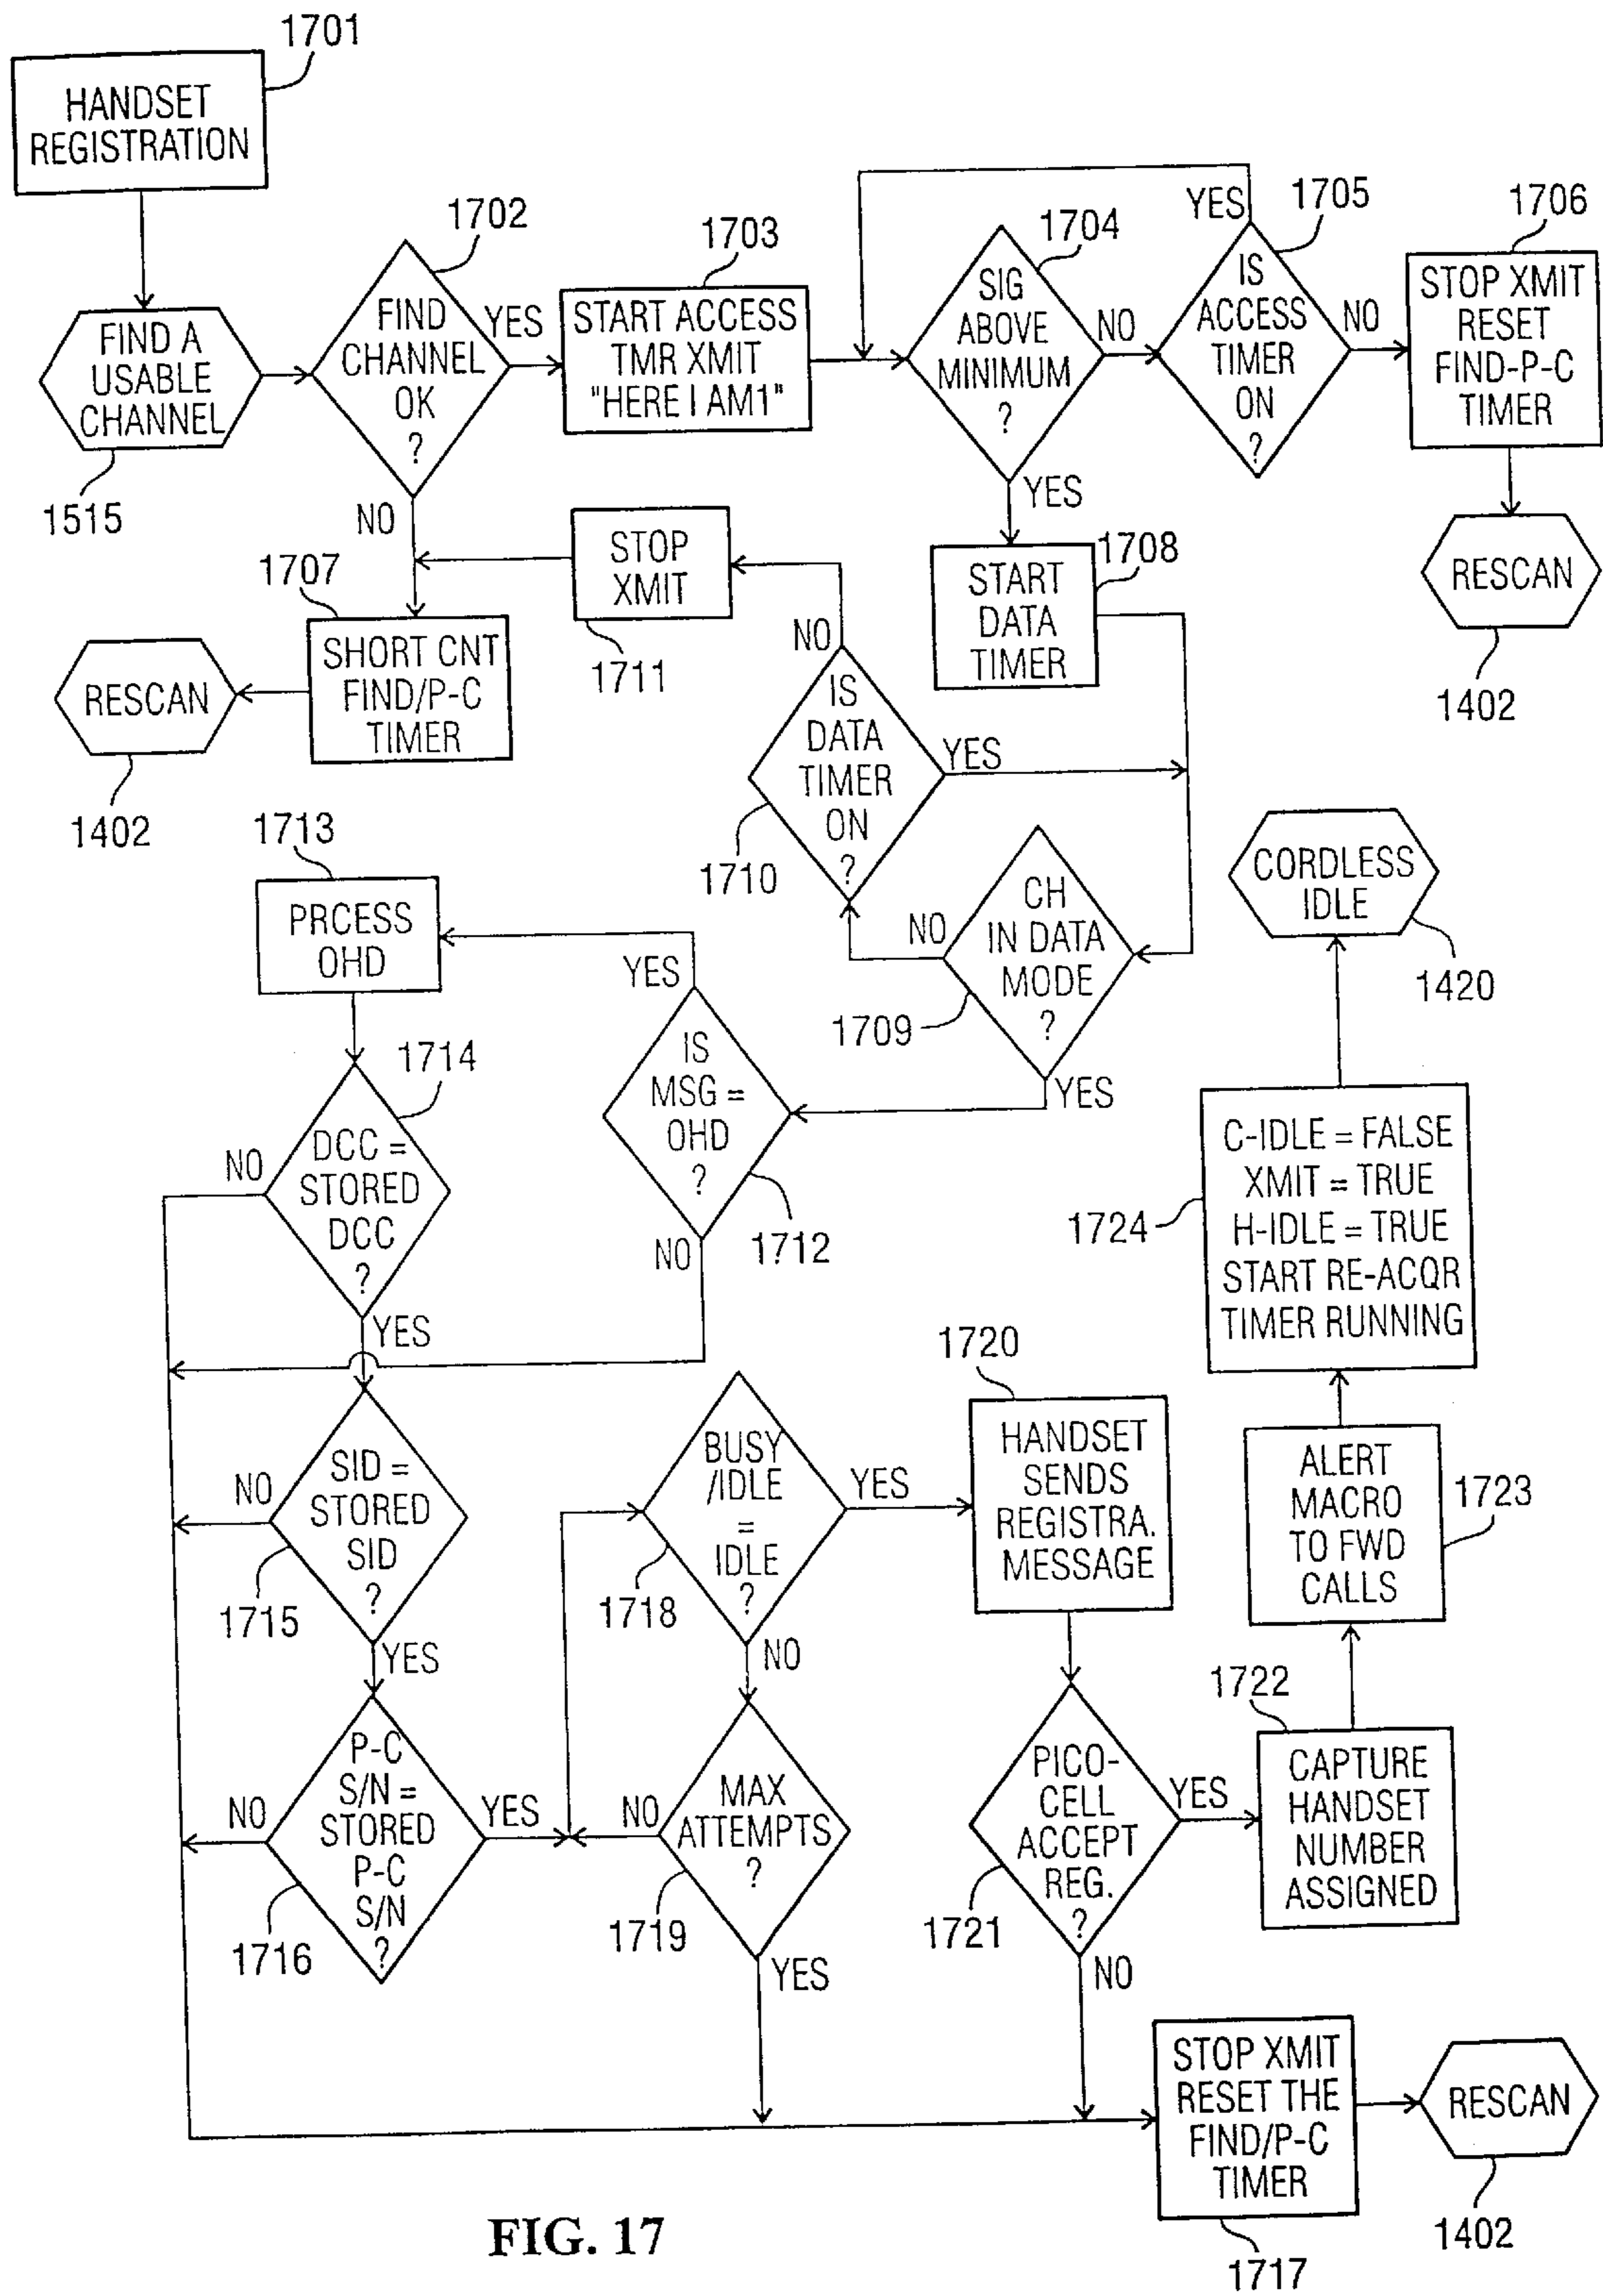 1701
HANDSET
REGISTRATION
1702
1703
1704
YES
1705
1706
FIND A
USABLE
CHANNEL
1515
FIND
CHANNEL
OK
?
YES
NO
START ACCESS
TMR XMIT
"HERE I AM1"
SIG
ABOVE
MINIMUM
?
NO
YES
IS
ACCESS
TIMER
ON
?
NO
STOP XMIT
RESET
FIND-P-C
TIMER
RESCAN
1402
STOP
XMIT
1711
1707
SHORT CNT
FIND/P-C
TIMER
RESCAN
1402
1708
START
DATA
TIMER
NO
IS
DATA
TIMER
ON
?
YES
1710
CH
IN DATA
MODE
?
NO
1709
YES
CORDLESS
IDLE
1420
1713
PRCESS
OHD
YES
IS
MSG =
OHD
?
1712
NO
1714
DCC =
STORED
DCC
?
NO
YES
1724
C-IDLE = FALSE
XMIT = TRUE
H-IDLE = TRUE
START RE-ACQR
TIMER RUNNING
SID =
STORED
SID
?
NO
1715
YES
BUSY
/IDLE
=
IDLE
?
YES
1718
NO
1720
HANDSET
SENDS
REGISTRA.
MESSAGE
ALERT
MACRO
TO FWD
CALLS
1723
P-C
S/N =
STORED
P-C
S/N
?
NO
YES
1716
MAX
ATTEMPTS
?
NO
1719
YES
PICO-
CELL
ACCEPT
REG.
?
YES
1721
NO
1722
CAPTURE
HANDSET
NUMBER
ASSIGNED
STOP XMIT
RESET THE
FIND/P-C
TIMER
1717
RESCAN
1402
FIG. 17